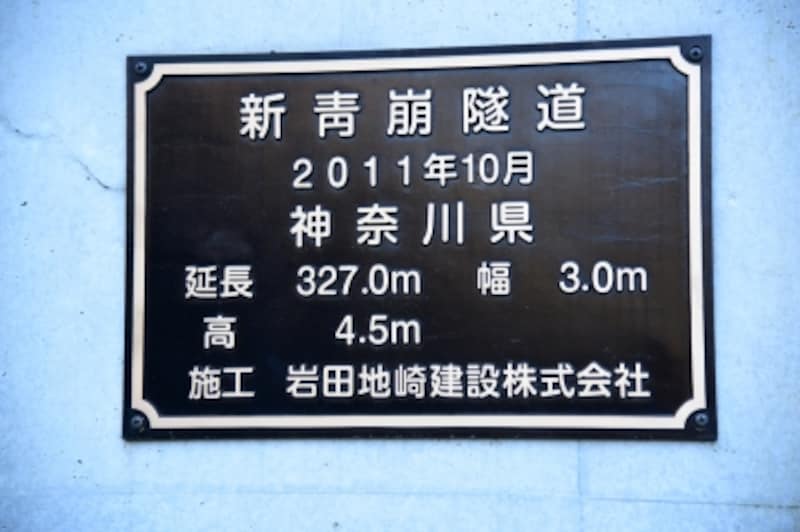 新靑崩隧道
2011年10月
神奈川県
延長 327.0m 幅 3.0m
高 4.5m
施工 岩田地崎建設株式会社